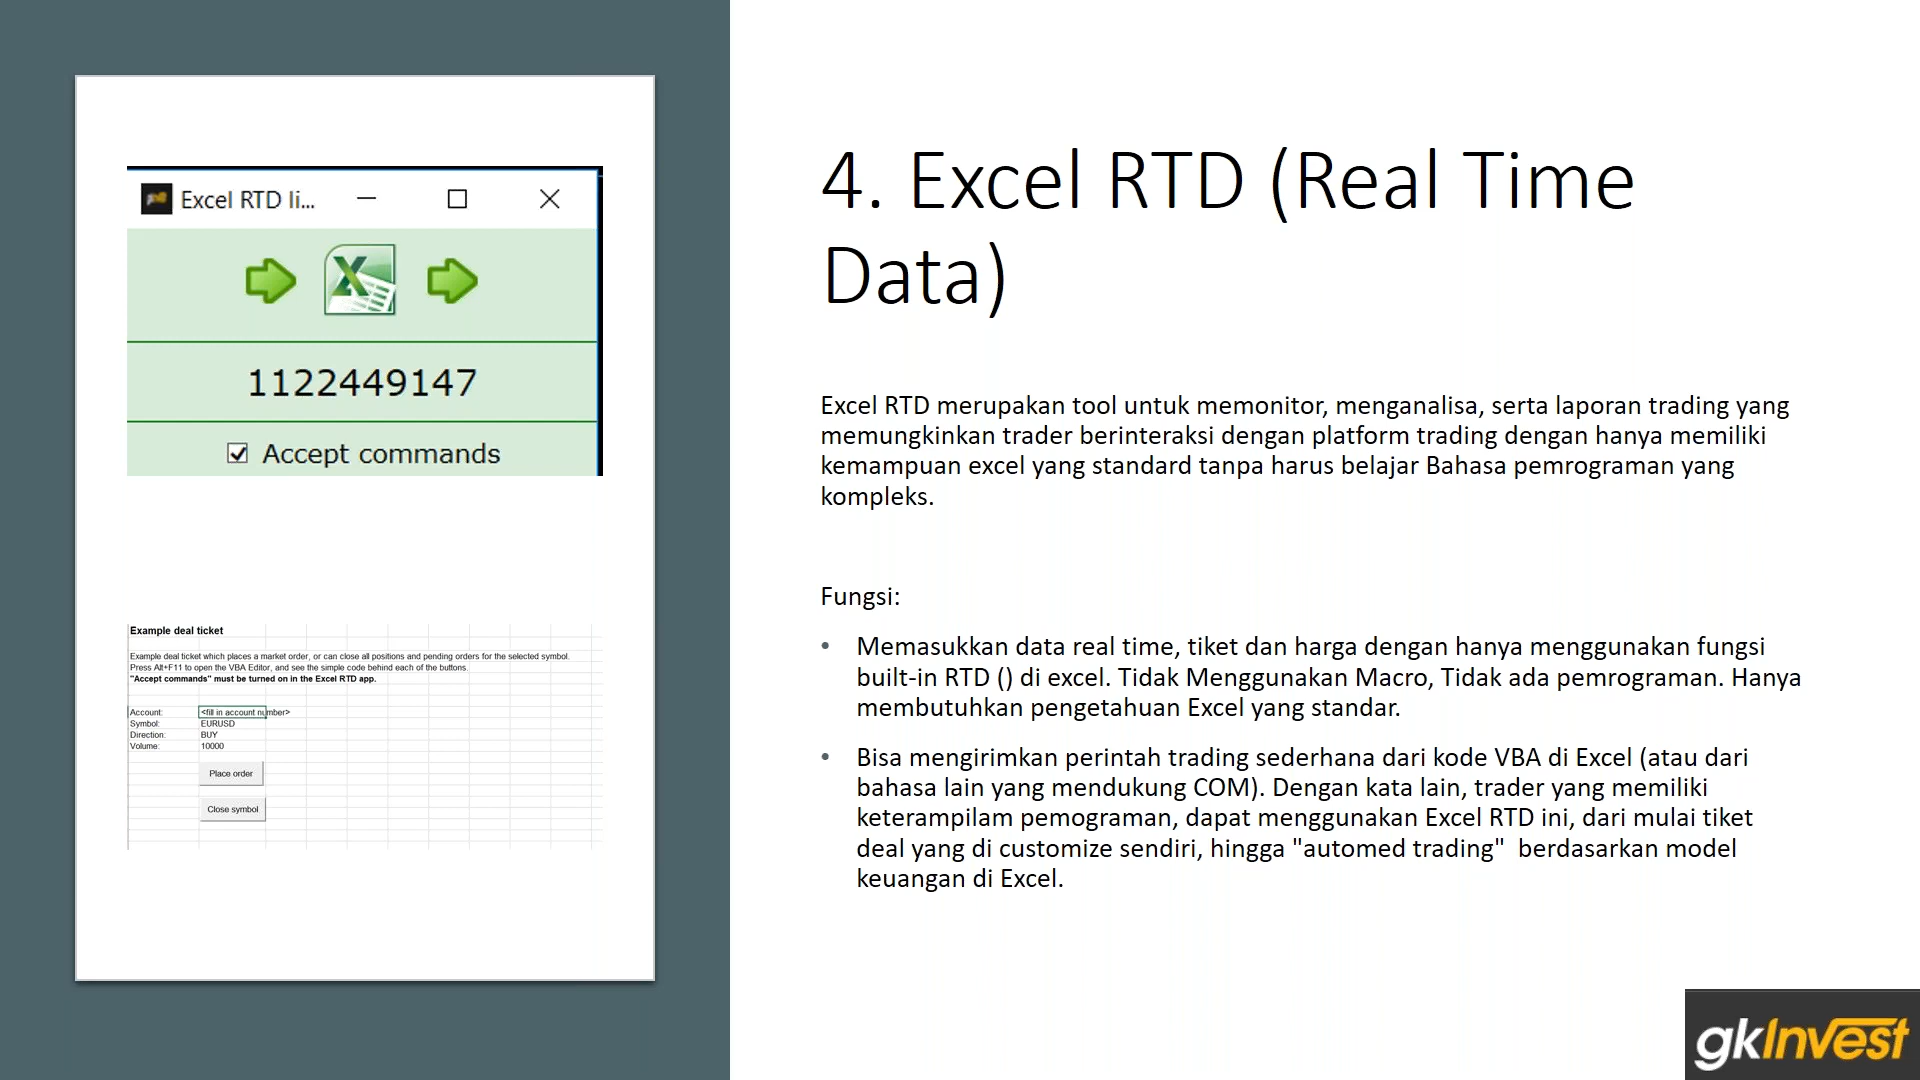 Excel RTD li...
1122449147
Accept commands
Example deal ticket
Example deal ticket which places a market order, or can close all positions and pending orders for the selected symbol.
Press Alt+F11 to open the VBA Editor, and see the simple code behind each of the buttons.
"Accept commands" must be turned on in the Excel RTD app.
Account: <fill in account number>
Symbol: EURUSD
Direction: BUY
Volume: 10000
Place order
Close symbol
4. Excel RTD (Real Time
Data)
Excel RTD merupakan tool untuk memonitor, menganalisa, serta laporan trading yang
memungkinkan trader berinteraksi dengan platform trading dengan hanya memiliki
kemampuan excel yang standard tanpa harus belajar Bahasa pemrograman yang
kompleks.
Fungsi:
• Memasukkan data real time, tiket dan harga dengan hanya menggunakan fungsi
built-in RTD () di excel. Tidak Menggunakan Macro, Tidak ada pemrograman. Hanya
membutuhkan pengetahuan Excel yang standar.
• Bisa mengirimkan perintah trading sederhana dari kode VBA di Excel (atau dari
bahasa lain yang mendukung COM). Dengan kata lain, trader yang memiliki
keterampilam pemograman, dapat menggunakan Excel RTD ini, dari mulai tiket
deal yang di customize sendiri, hingga "automed trading" berdasarkan model
keuangan di Excel.
gkInvest